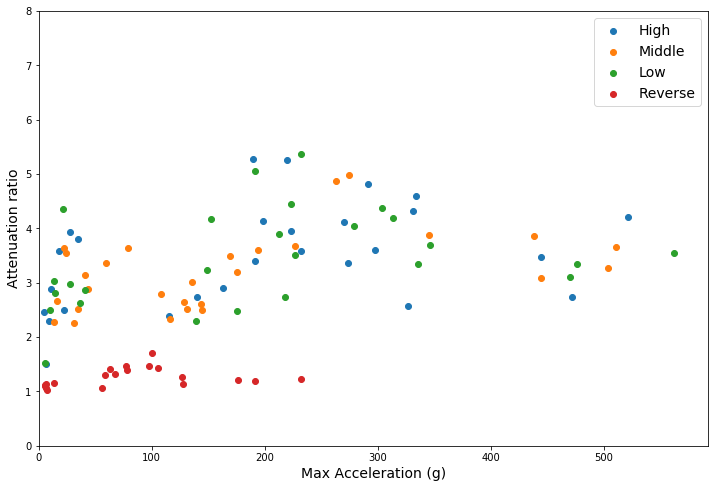 8
7
6
5
4
3
2
1
0
Attenuation ratio
High
Middle
Low
Reverse
0 100 200 300 400 500
Max Acceleration (g)